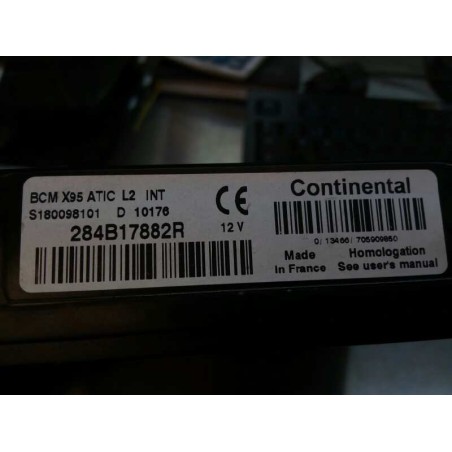 BCM X95 ATIC L2 INT
S180098101 D 10176
284B17882R
CE
12 V
Continental
Made
in France
Homologation
See user's manual